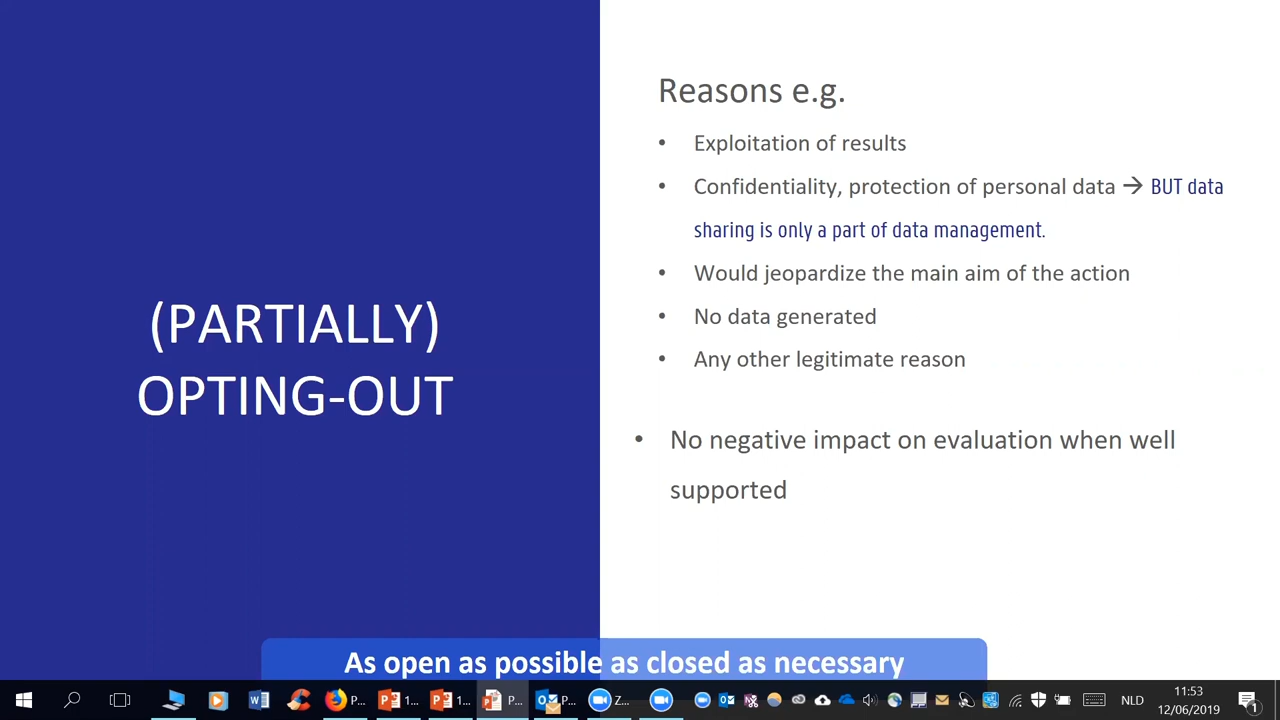 (PARTIALLY)
OPTING-OUT
Reasons e.g.
• Exploitation of results
• Confidentiality, protection of personal data → BUT data
sharing is only a part of data management.
• Would jeopardize the main aim of the action
• No data generated
• Any other legitimate reason
• No negative impact on evaluation when well
supported
As open as possible as closed as necessary
P...
1...
1...
P...
P...
Z...
NLD
11:53
12/06/2019
1